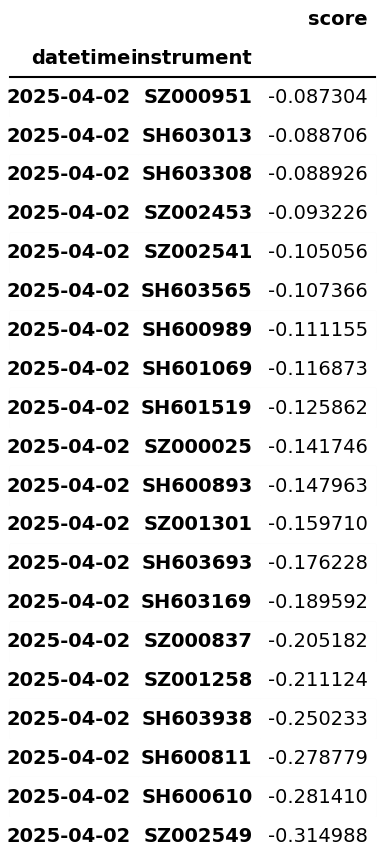 score
datetime instrument
2025-04-02 SZ000951 -0.087304
2025-04-02 SH603013 -0.088706
2025-04-02 SH603308 -0.088926
2025-04-02 SZ002453 -0.093226
2025-04-02 SZ002541 -0.105056
2025-04-02 SH603565 -0.107366
2025-04-02 SH600989 -0.111155
2025-04-02 SH601069 -0.116873
2025-04-02 SH601519 -0.125862
2025-04-02 SZ000025 -0.141746
2025-04-02 SH600893 -0.147963
2025-04-02 SZ001301 -0.159710
2025-04-02 SH603693 -0.176228
2025-04-02 SH603169 -0.189592
2025-04-02 SZ000837 -0.205182
2025-04-02 SZ001258 -0.211124
2025-04-02 SH603938 -0.250233
2025-04-02 SH600811 -0.278779
2025-04-02 SH600610 -0.281410
2025-04-02 SZ002549 -0.314988